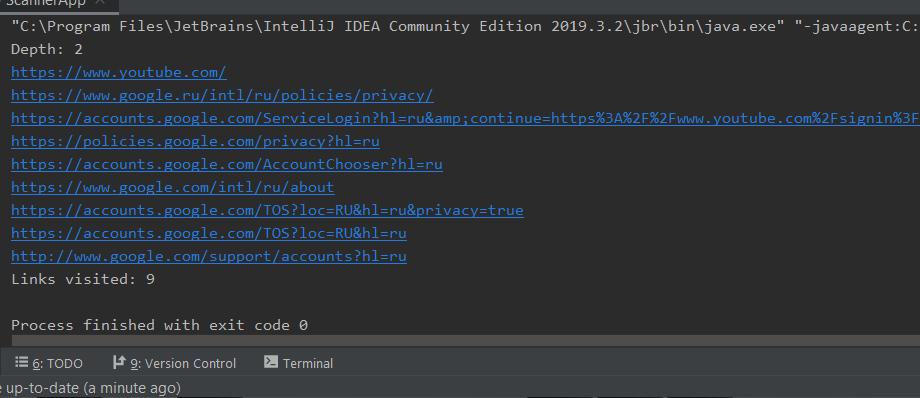 ScannerApp
"C:\Program Files\JetBrains\IntelliJ IDEA Community Edition 2019.3.2\jbr\bin\java.exe" "-javaagent:C:
Depth: 2
https://www.youtube.com/
https://www.google.ru/intl/ru/policies/privacy/
https://accounts.google.com/ServiceLogin?hl=ru&amp;continue=https%3A%2F%2Fwww.youtube.com%2Fsignin%3F
https://policies.google.com/privacy?hl=ru
https://accounts.google.com/AccountChooser?hl=ru
https://www.google.com/intl/ru/about
https://accounts.google.com/TOS?loc=RU&hl=ru&privacy=true
https://accounts.google.com/TOS?loc=RU&hl=ru
http://www.google.com/support/accounts?hl=ru
Links visited: 9
Process finished with exit code 0
6: TODO 9: Version Control Terminal
e up-to-date (a minute ago)